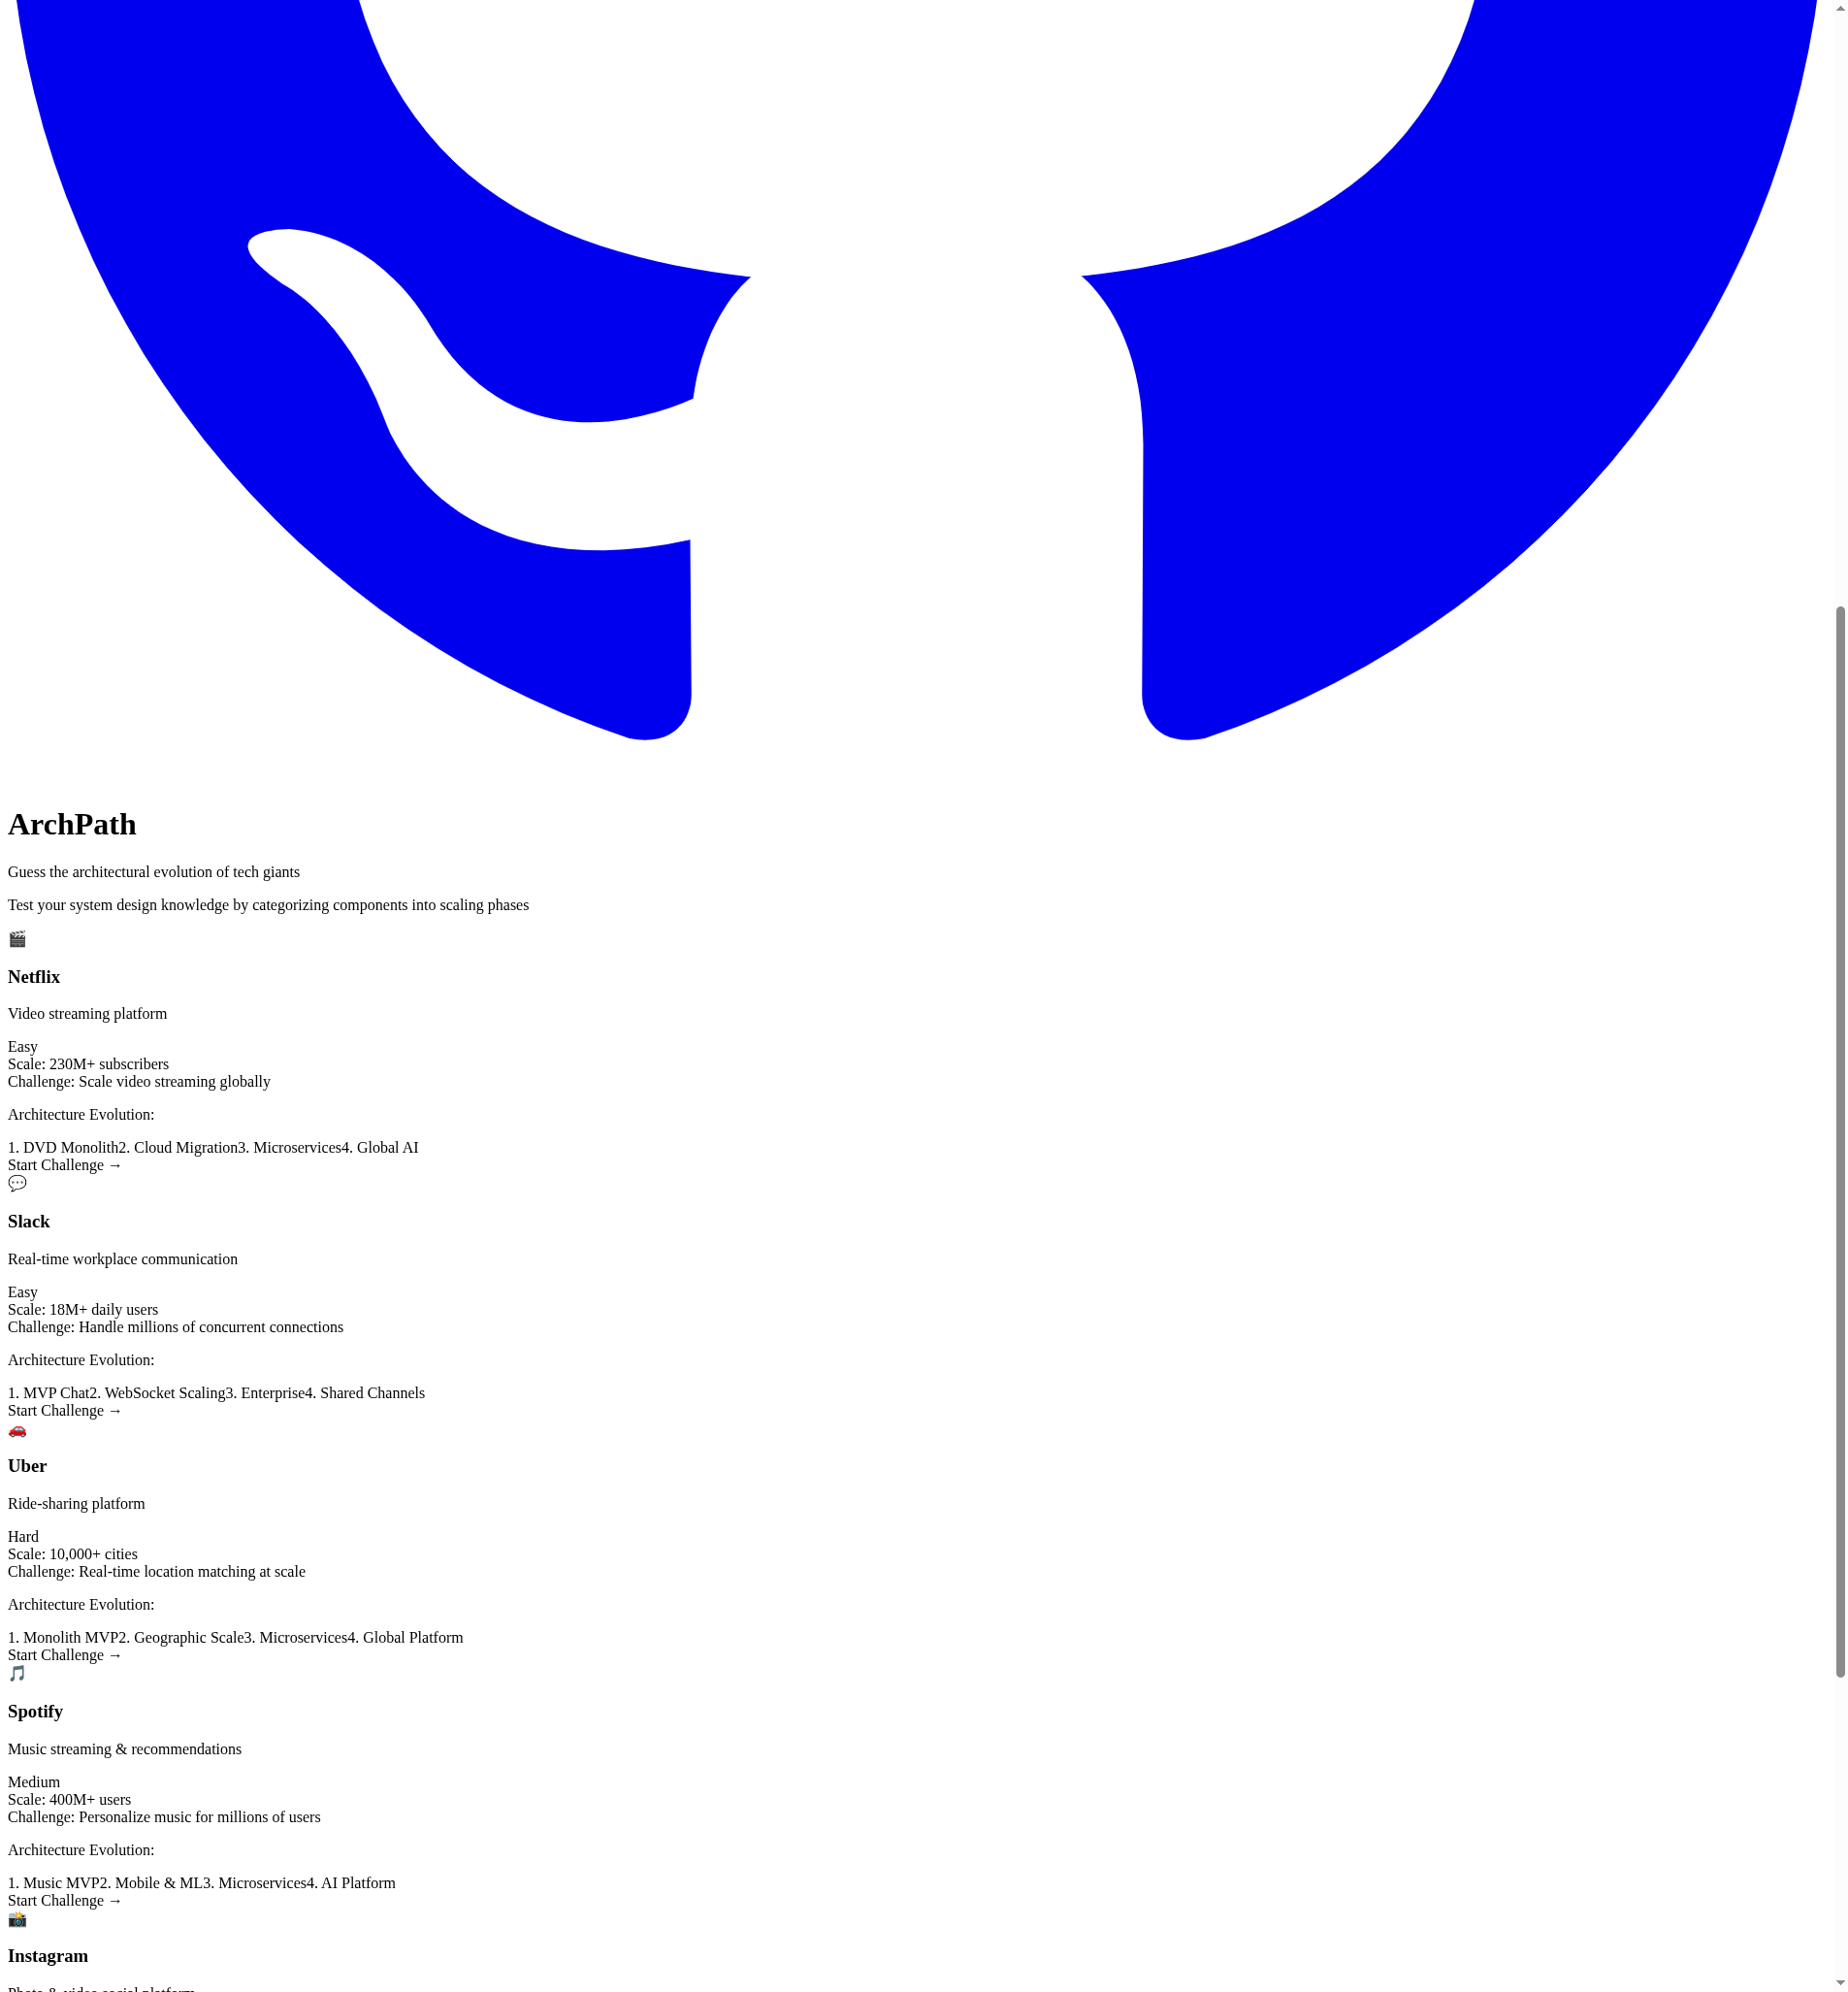 ArchPath
Guess the architectural evolution of tech giants
Test your system design knowledge by categorizing components into scaling phases
Netflix
Video streaming platform
Easy
Scale: 230M+ subscribers
Challenge: Scale video streaming globally
Architecture Evolution:
1. DVD Monolith2. Cloud Migration3. Microservices4. Global AI
Start Challenge →
Slack
Real-time workplace communication
Easy
Scale: 18M+ daily users
Challenge: Handle millions of concurrent connections
Architecture Evolution:
1. MVP Chat2. WebSocket Scaling3. Enterprise4. Shared Channels
Start Challenge →
Uber
Ride-sharing platform
Hard
Scale: 10,000+ cities
Challenge: Real-time location matching at scale
Architecture Evolution:
1. Monolith MVP2. Geographic Scale3. Microservices4. Global Platform
Start Challenge →
Spotify
Music streaming & recommendations
Medium
Scale: 400M+ users
Challenge: Personalize music for millions of users
Architecture Evolution:
1. Music MVP2. Mobile & ML3. Microservices4. AI Platform
Start Challenge →
Instagram
Photo & video social platform